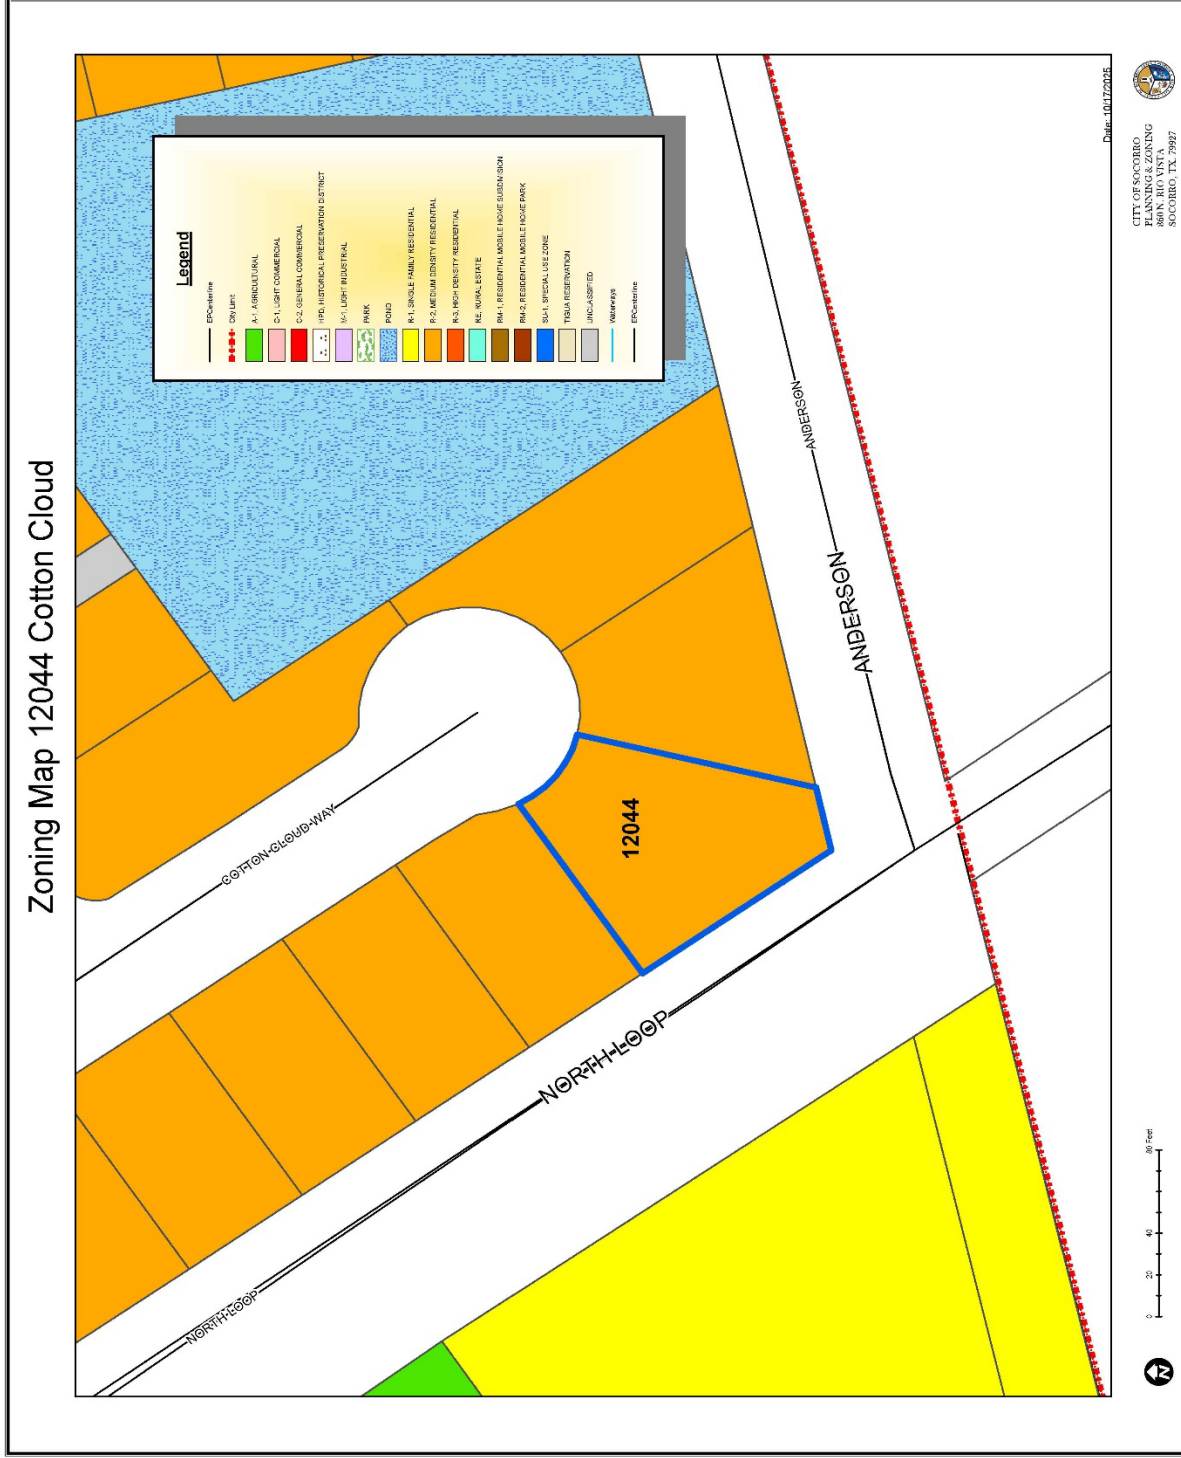 Zoning Map 12044 Cotton Cloud
Legend
EPCenterline
City Limit
A-1, AGRICULTURAL
C-1, LIGHT COMMERCIAL
C-2, GENERAL COMMERCIAL
HPD, HISTORICAL PRESERVATION DISTRICT
M-1, LIGHT INDUSTRIAL
PARK
POND
R-1, SINGLE FAMILY RESIDENTIAL
R-2, MEDIUM DENSITY RESIDENTIAL
R-3, HIGH DENSITY RESIDENTIAL
RE, RURAL ESTATE
RM-1, RESIDENTIAL MOBILE HOME SUBDIVISION
RM-2, RESIDENTIAL MOBILE HOME PARK
SU-1, SPECIAL USE ZONE
TIGUA RESERVATION
UNCLASSIFIED
Waterways
EPCenterline
COTTON CLOUD WAY
12044
NORTH LOOP
NORTH LOOP
ANDERSON
ANDERSON
ANDERSON
Date: 10/17/2025
N
0 20 40 80 Feet
CITY OF SOCORRO
PLANNING & ZONING
860 N. RIO VISTA
SOCORRO, TX. 79927